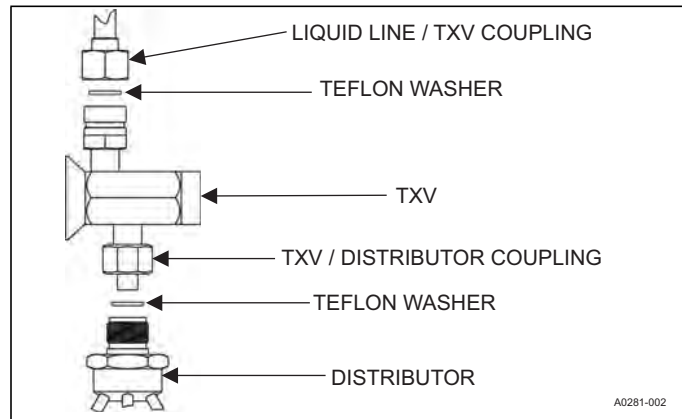 LIQUID LINE / TXV COUPLING
TEFLON WASHER
TXV
TXV / DISTRIBUTOR COUPLING
TEFLON WASHER
DISTRIBUTOR
A0281-002